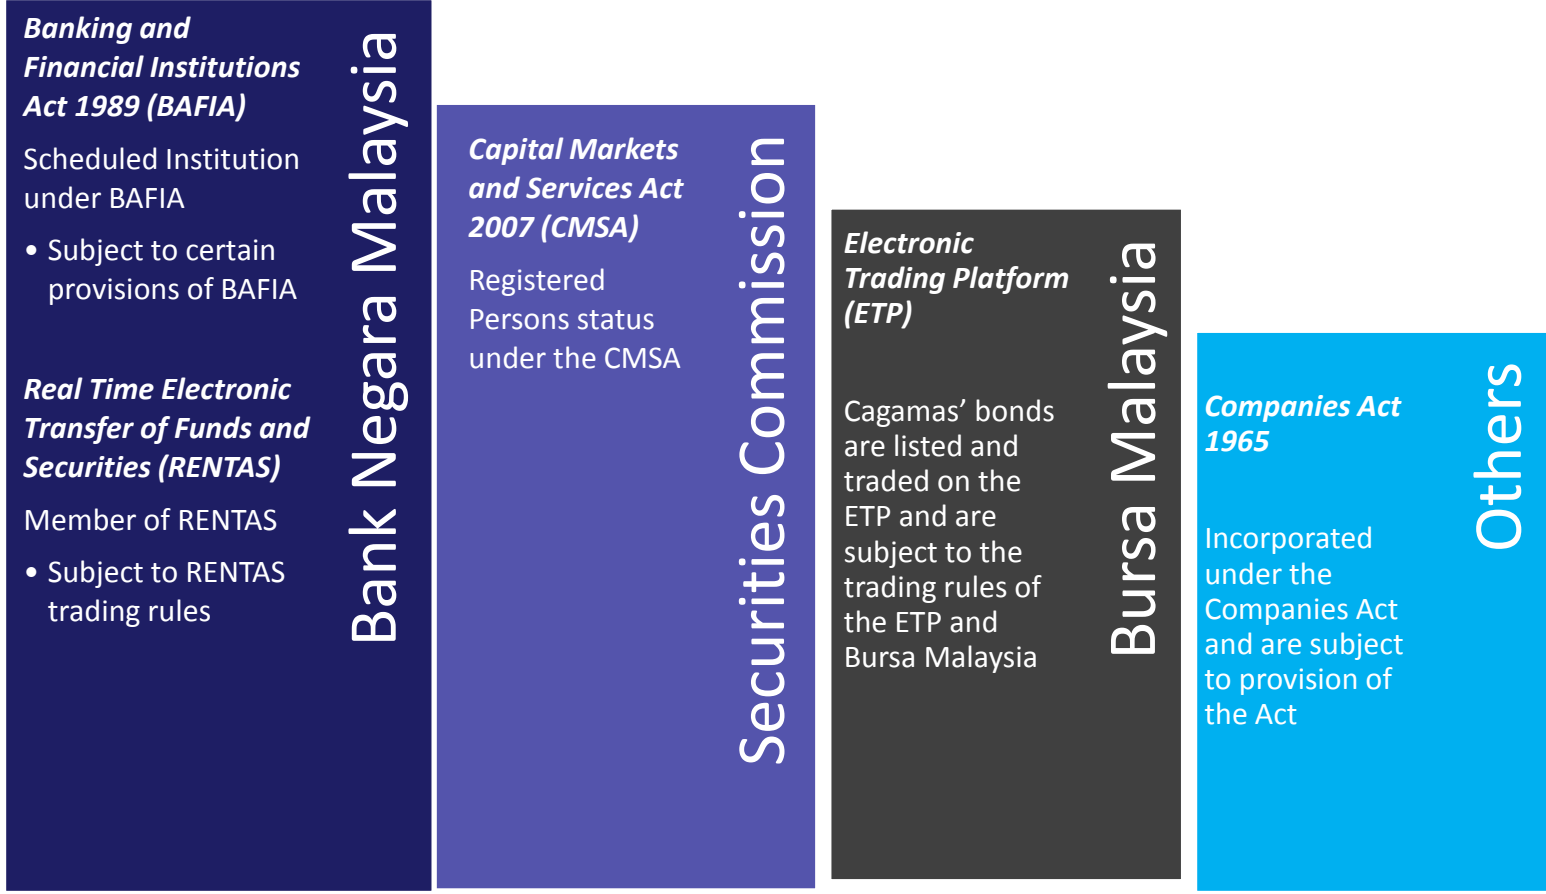 Banking and
Financial Institutions
Act 1989 (BAFIA)
Scheduled Institution
under BAFIA
• Subject to certain
provisions of BAFIA
Real Time Electronic
Transfer of Funds and
Securities (RENTAS)
Member of RENTAS
• Subject to RENTAS
trading rules
Bank Negara Malaysia
Capital Markets
and Services Act
2007 (CMSA)
Registered
Persons status
under the CMSA
Securities Commission
Electronic
Trading Platform
(ETP)
Cagamas’ bonds
are listed and
traded on the
ETP and are
subject to the
trading rules of
the ETP and
Bursa Malaysia
Bursa Malaysia
Companies Act
1965
Incorporated
under the
Companies Act
and are subject
to provision of
the Act
Others